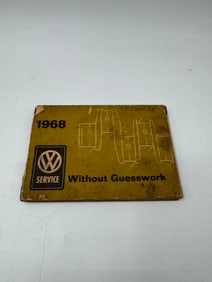 1968
VW
SERVICE
Without Guesswork